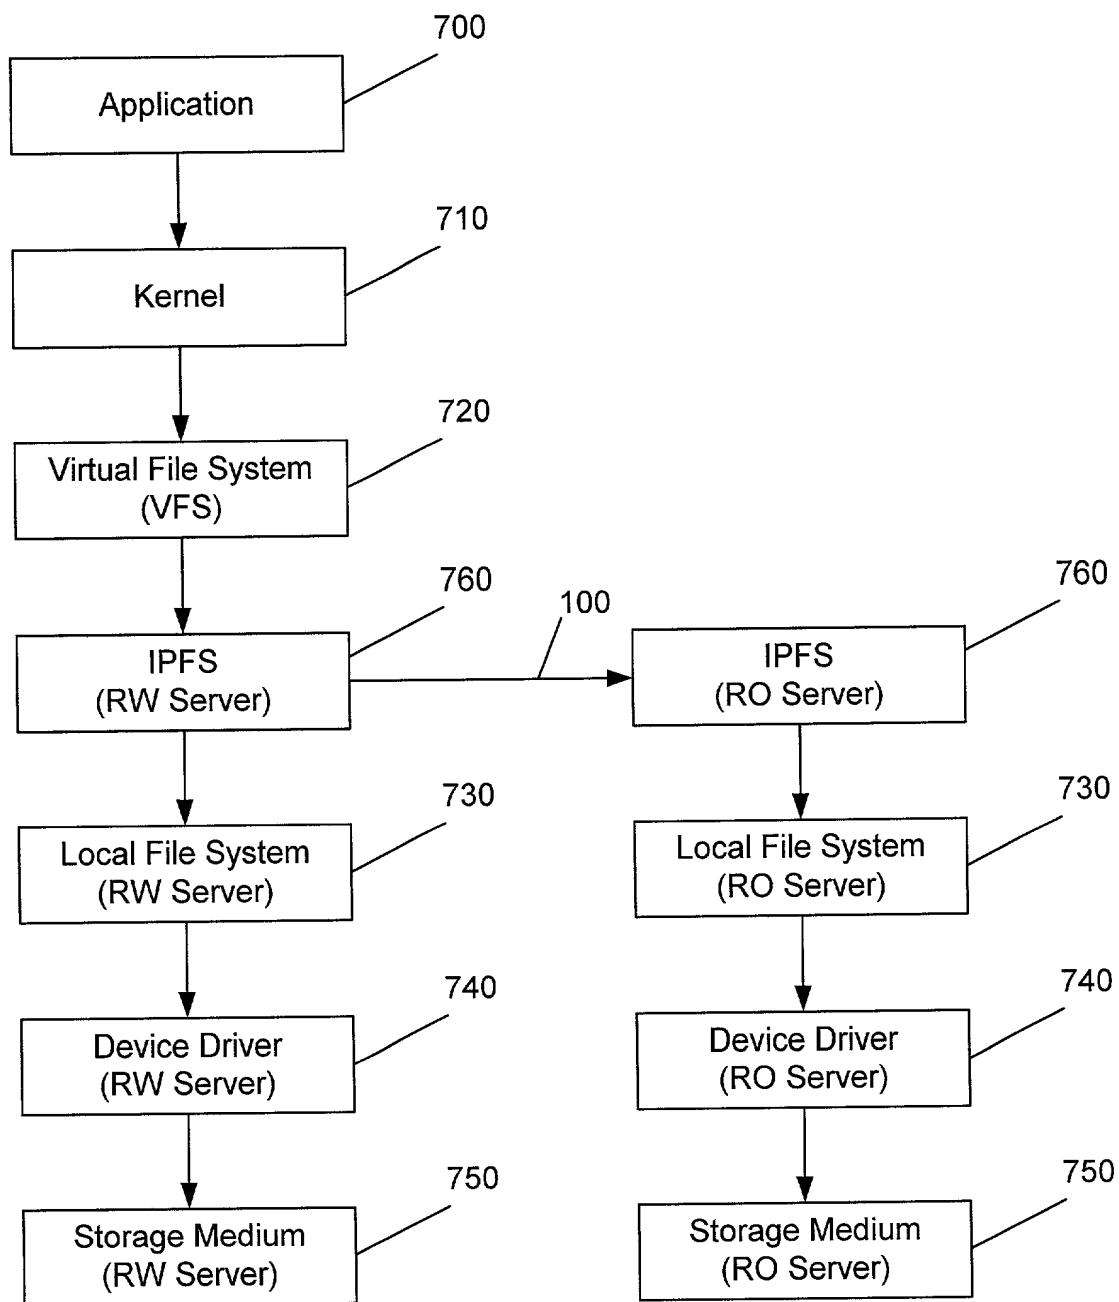 700
Application
710
Kernel
720
Virtual File System
(VFS)
760
100
760
IPFS
(RW Server)
IPFS
(RO Server)
730
730
Local File System
(RW Server)
Local File System
(RO Server)
740
740
Device Driver
(RW Server)
Device Driver
(RO Server)
750
750
Storage Medium
(RW Server)
Storage Medium
(RO Server)